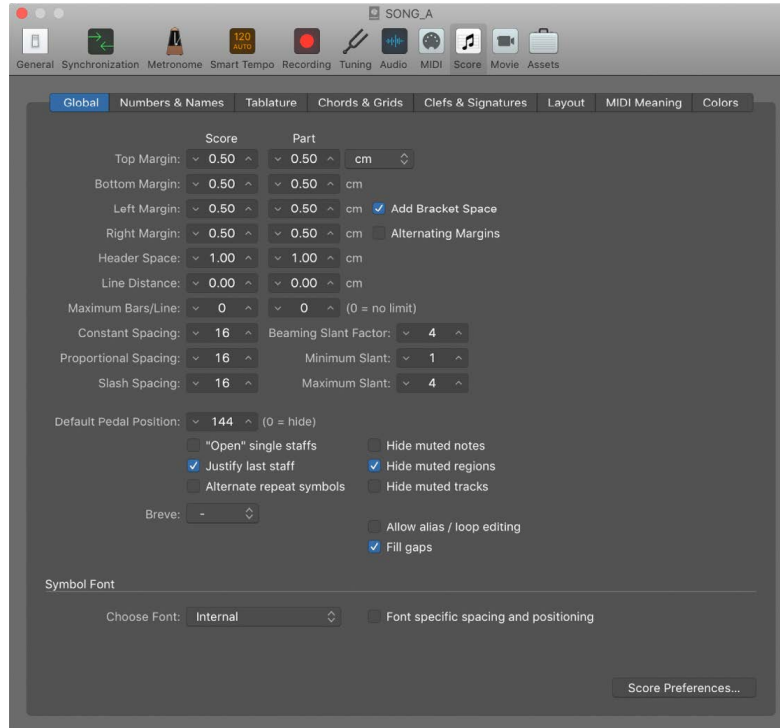 SONG_A
120
AUTO
General Synchronization Metronome Smart Tempo Recording Tuning Audio MIDI Score Movie Assets
Global Numbers & Names Tablature Chords & Grids Clefs & Signatures Layout MIDI Meaning Colors
Score Part
Top Margin: 0.50 0.50 cm
Bottom Margin: 0.50 0.50 cm
Left Margin: 0.50 0.50 cm Add Bracket Space
Right Margin: 0.50 0.50 cm Alternating Margins
Header Space: 1.00 1.00 cm
Line Distance: 0.00 0.00 cm
Maximum Bars/Line: 0 0 (0 = no limit)
Constant Spacing: 16 Beaming Slant Factor: 4
Proportional Spacing: 16 Minimum Slant: 1
Slash Spacing: 16 Maximum Slant: 4
Default Pedal Position: 144 (0 = hide)
"Open" single staffs Hide muted notes
Justify last staff Hide muted regions
Alternate repeat symbols Hide muted tracks
Breve: -
Allow alias / loop editing
Fill gaps
Symbol Font
Choose Font: Internal Font specific spacing and positioning
Score Preferences...